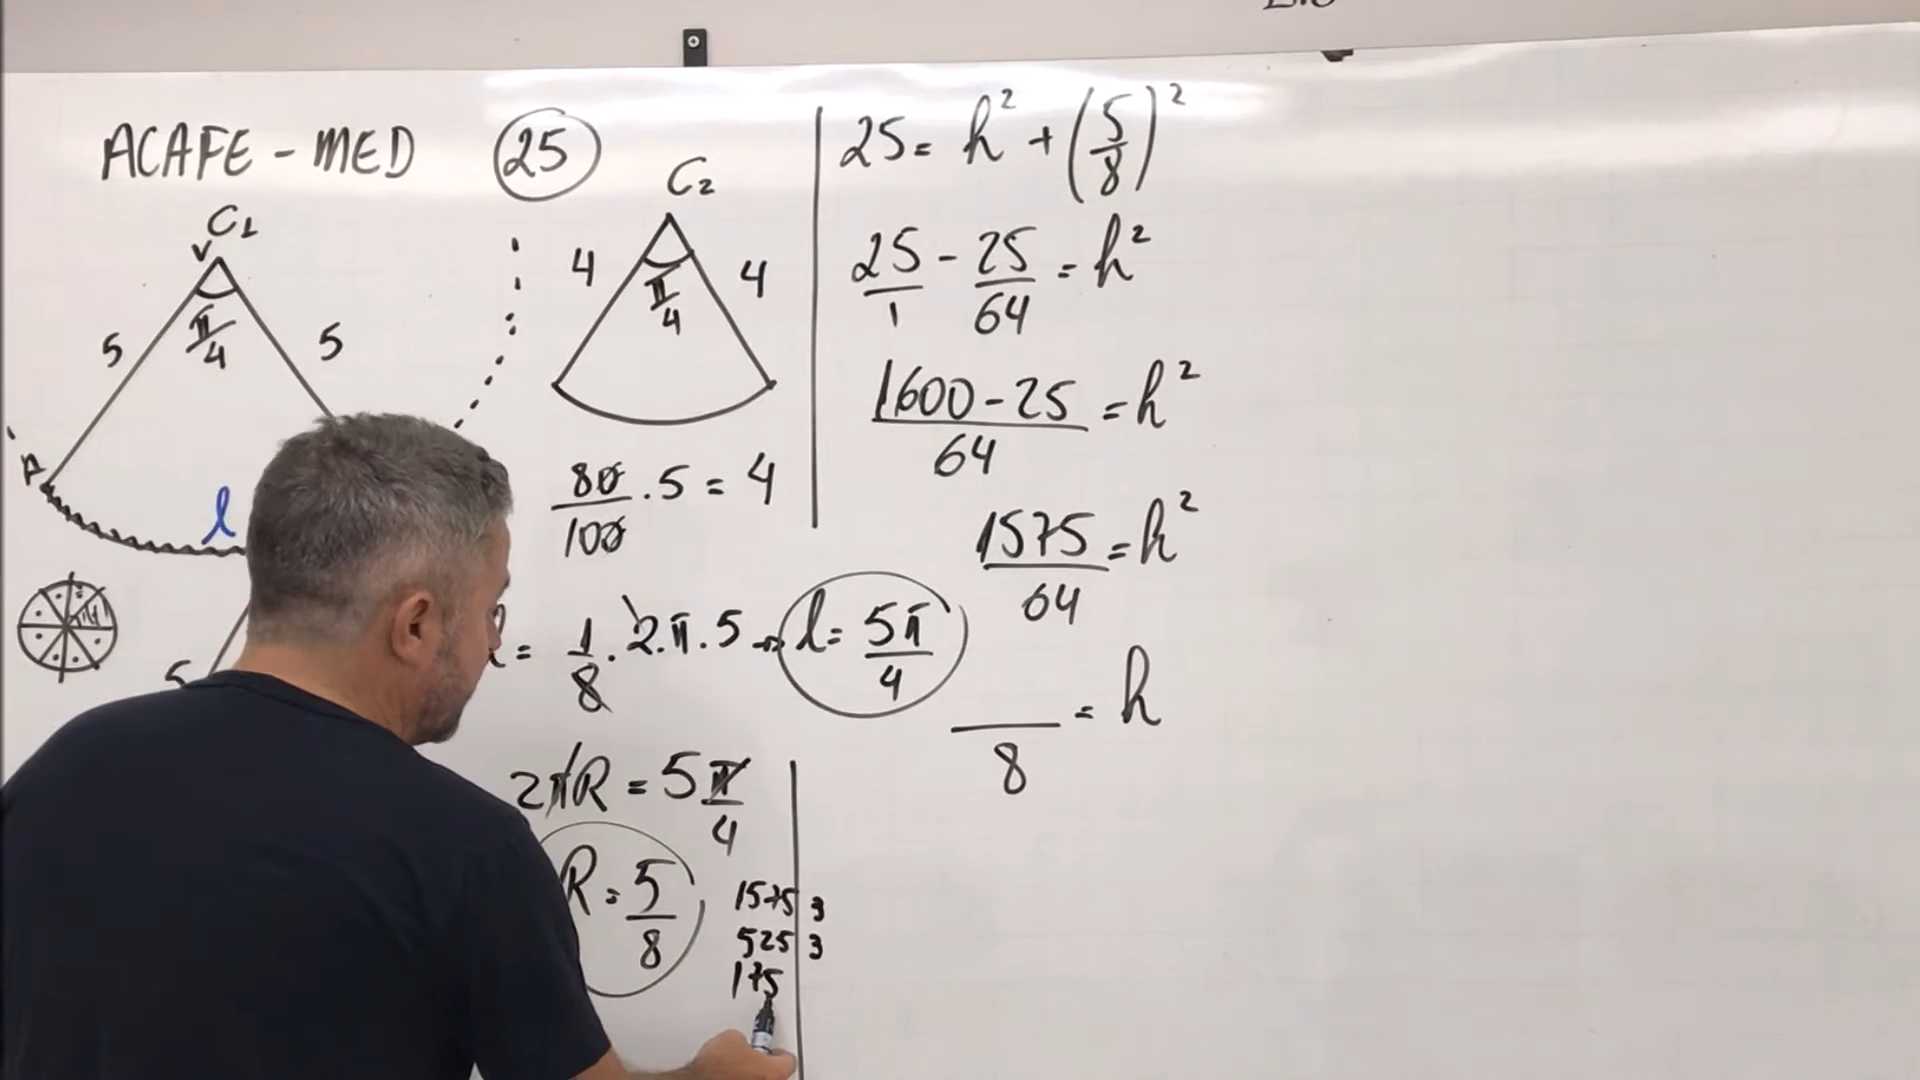 ACAFE - MED
25
C1
V
π/4
5
5
A
l
5
C2
4
4
π/4
80/100 . 5 = 4
= 1/8 . 2.π.5 → l = 5π/4
2πR = 5π/4
R = 5/8
1575 | 3
525 | 3
175
25 = h² + (5/8)²
25/1 - 25/64 = h²
1600 - 25/64 = h²
1575/64 = h²
/8 = h